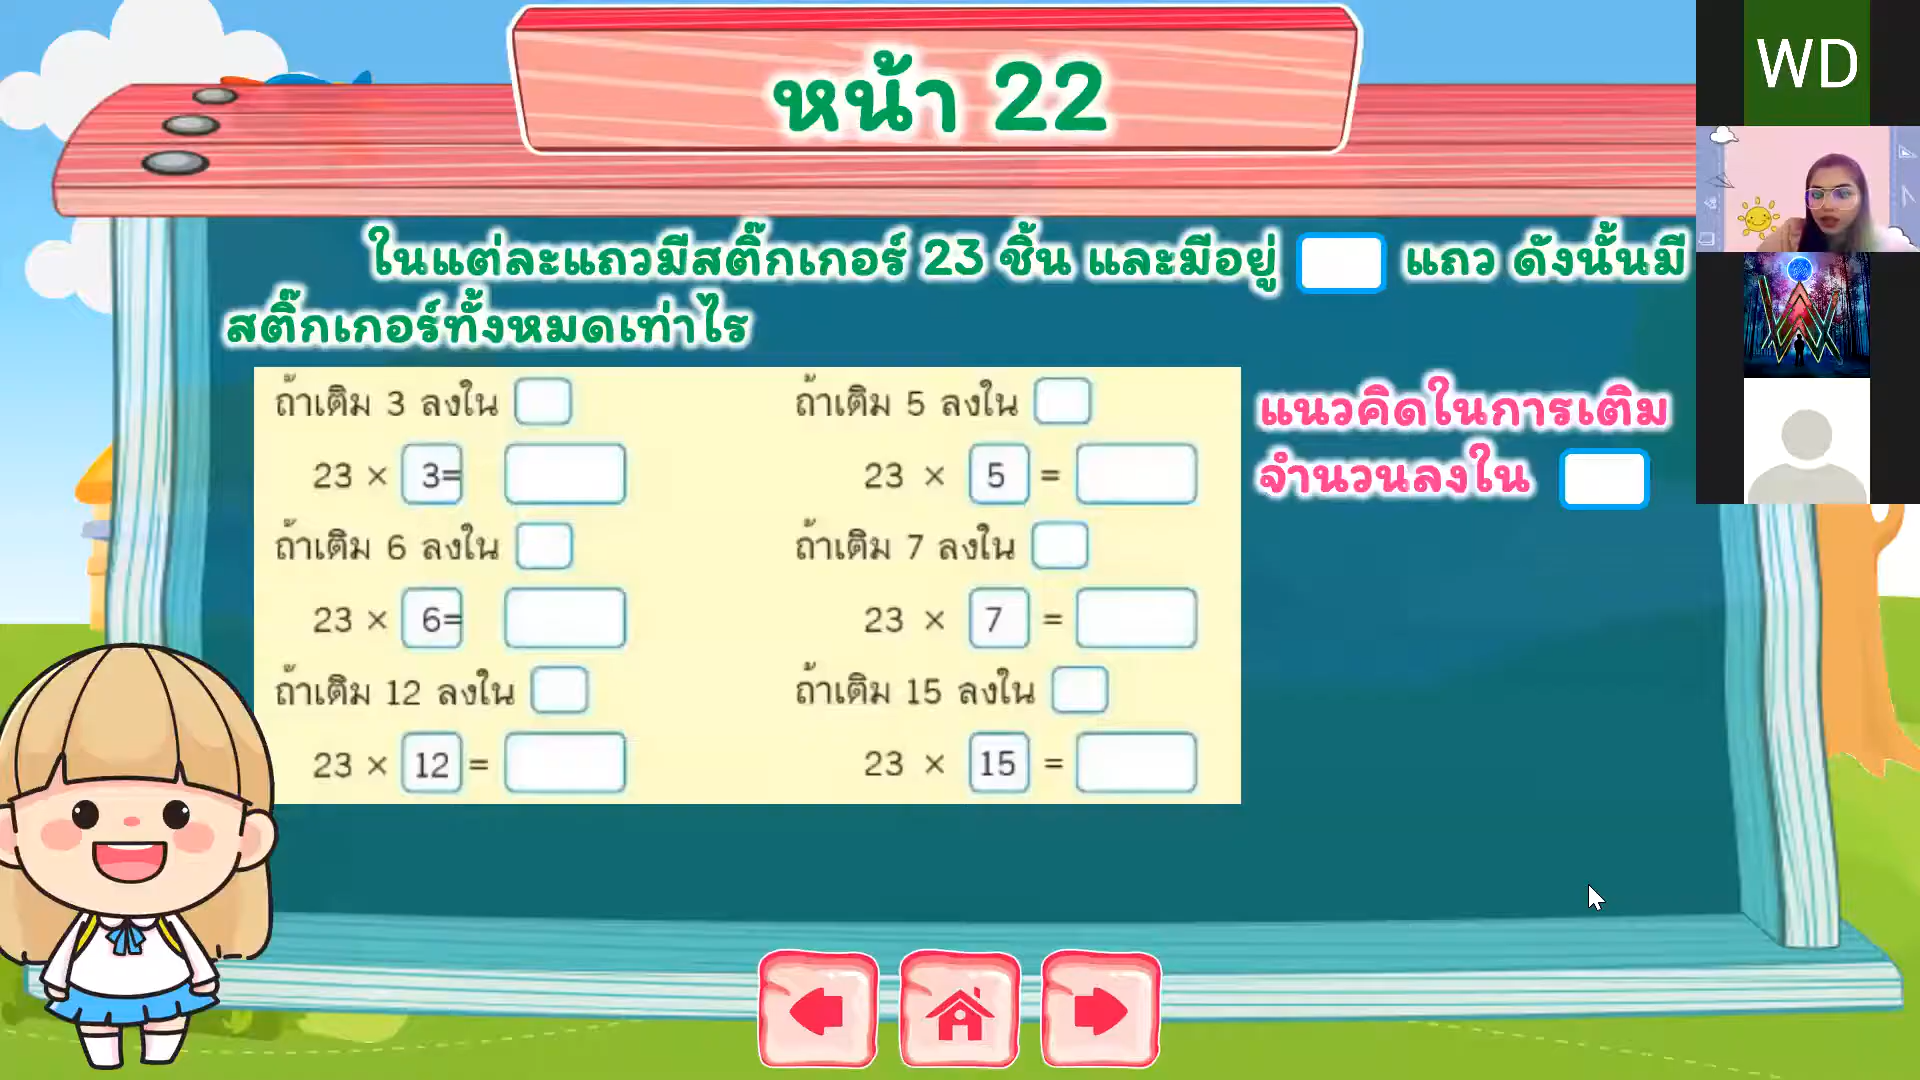 หน้า 22
WD
ในแต่ละแถวมีสติ๊กเกอร์ 23 ชิ้น และมีอยู่ แถว ดังนั้นมี
สติ๊กเกอร์ทั้งหมดเท่าไร
ถ้าเติม 3 ลงใน
23 × 3=
ถ้าเติม 5 ลงใน
23 × 5 =
ถ้าเติม 6 ลงใน
23 × 6=
ถ้าเติม 7 ลงใน
23 × 7 =
ถ้าเติม 12 ลงใน
23 × 12 =
ถ้าเติม 15 ลงใน
23 × 15 =
แนวคิดในการเติม
จำนวนลงใน